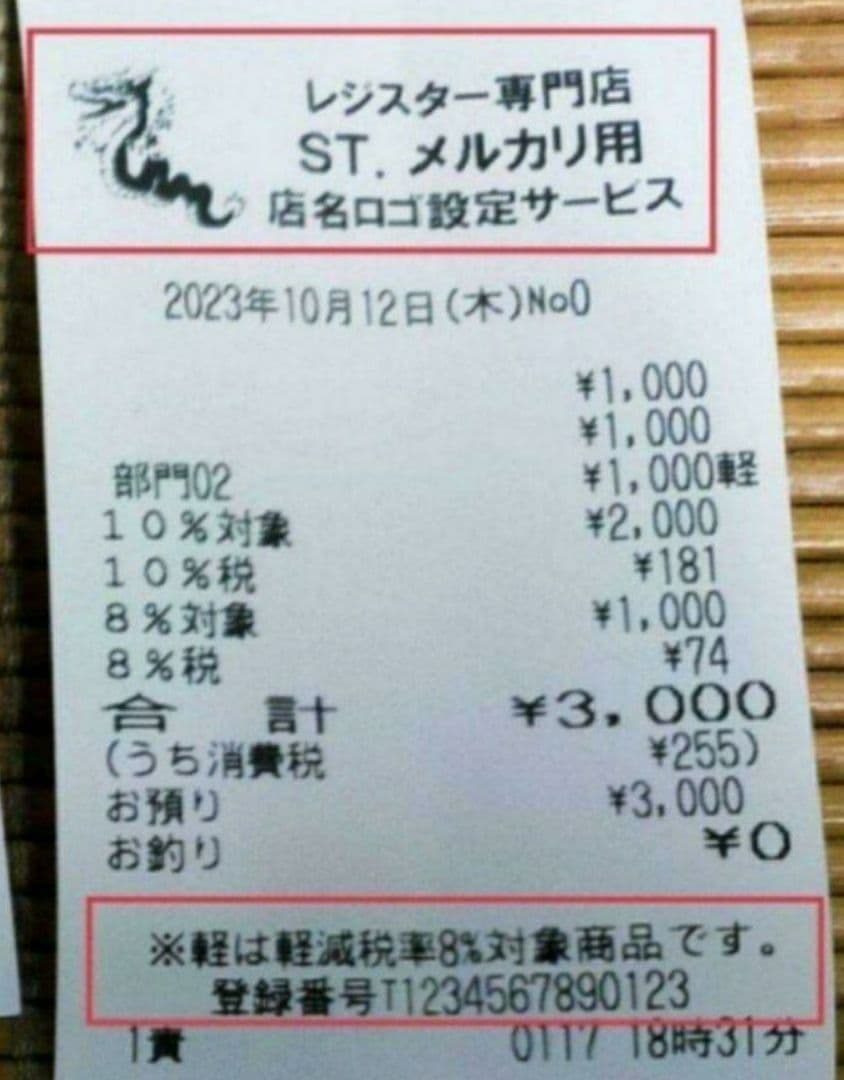 レジスター専門店
ST. メルカリ用
店名ロゴ設定サービス
2023年10月12日(木)No0
¥1,000
¥1,000
部門02 ¥1,000軽
10%対象 ¥2,000
10%税 ¥181
8%対象 ¥1,000
8%税 ¥74
合 計 ¥3,000
(うち消費税 ¥255)
お預り ¥3,000
お釣り ¥0
※軽は軽減税率8%対象商品です。
登録番号T1234567890123
1責 0117 18時31分